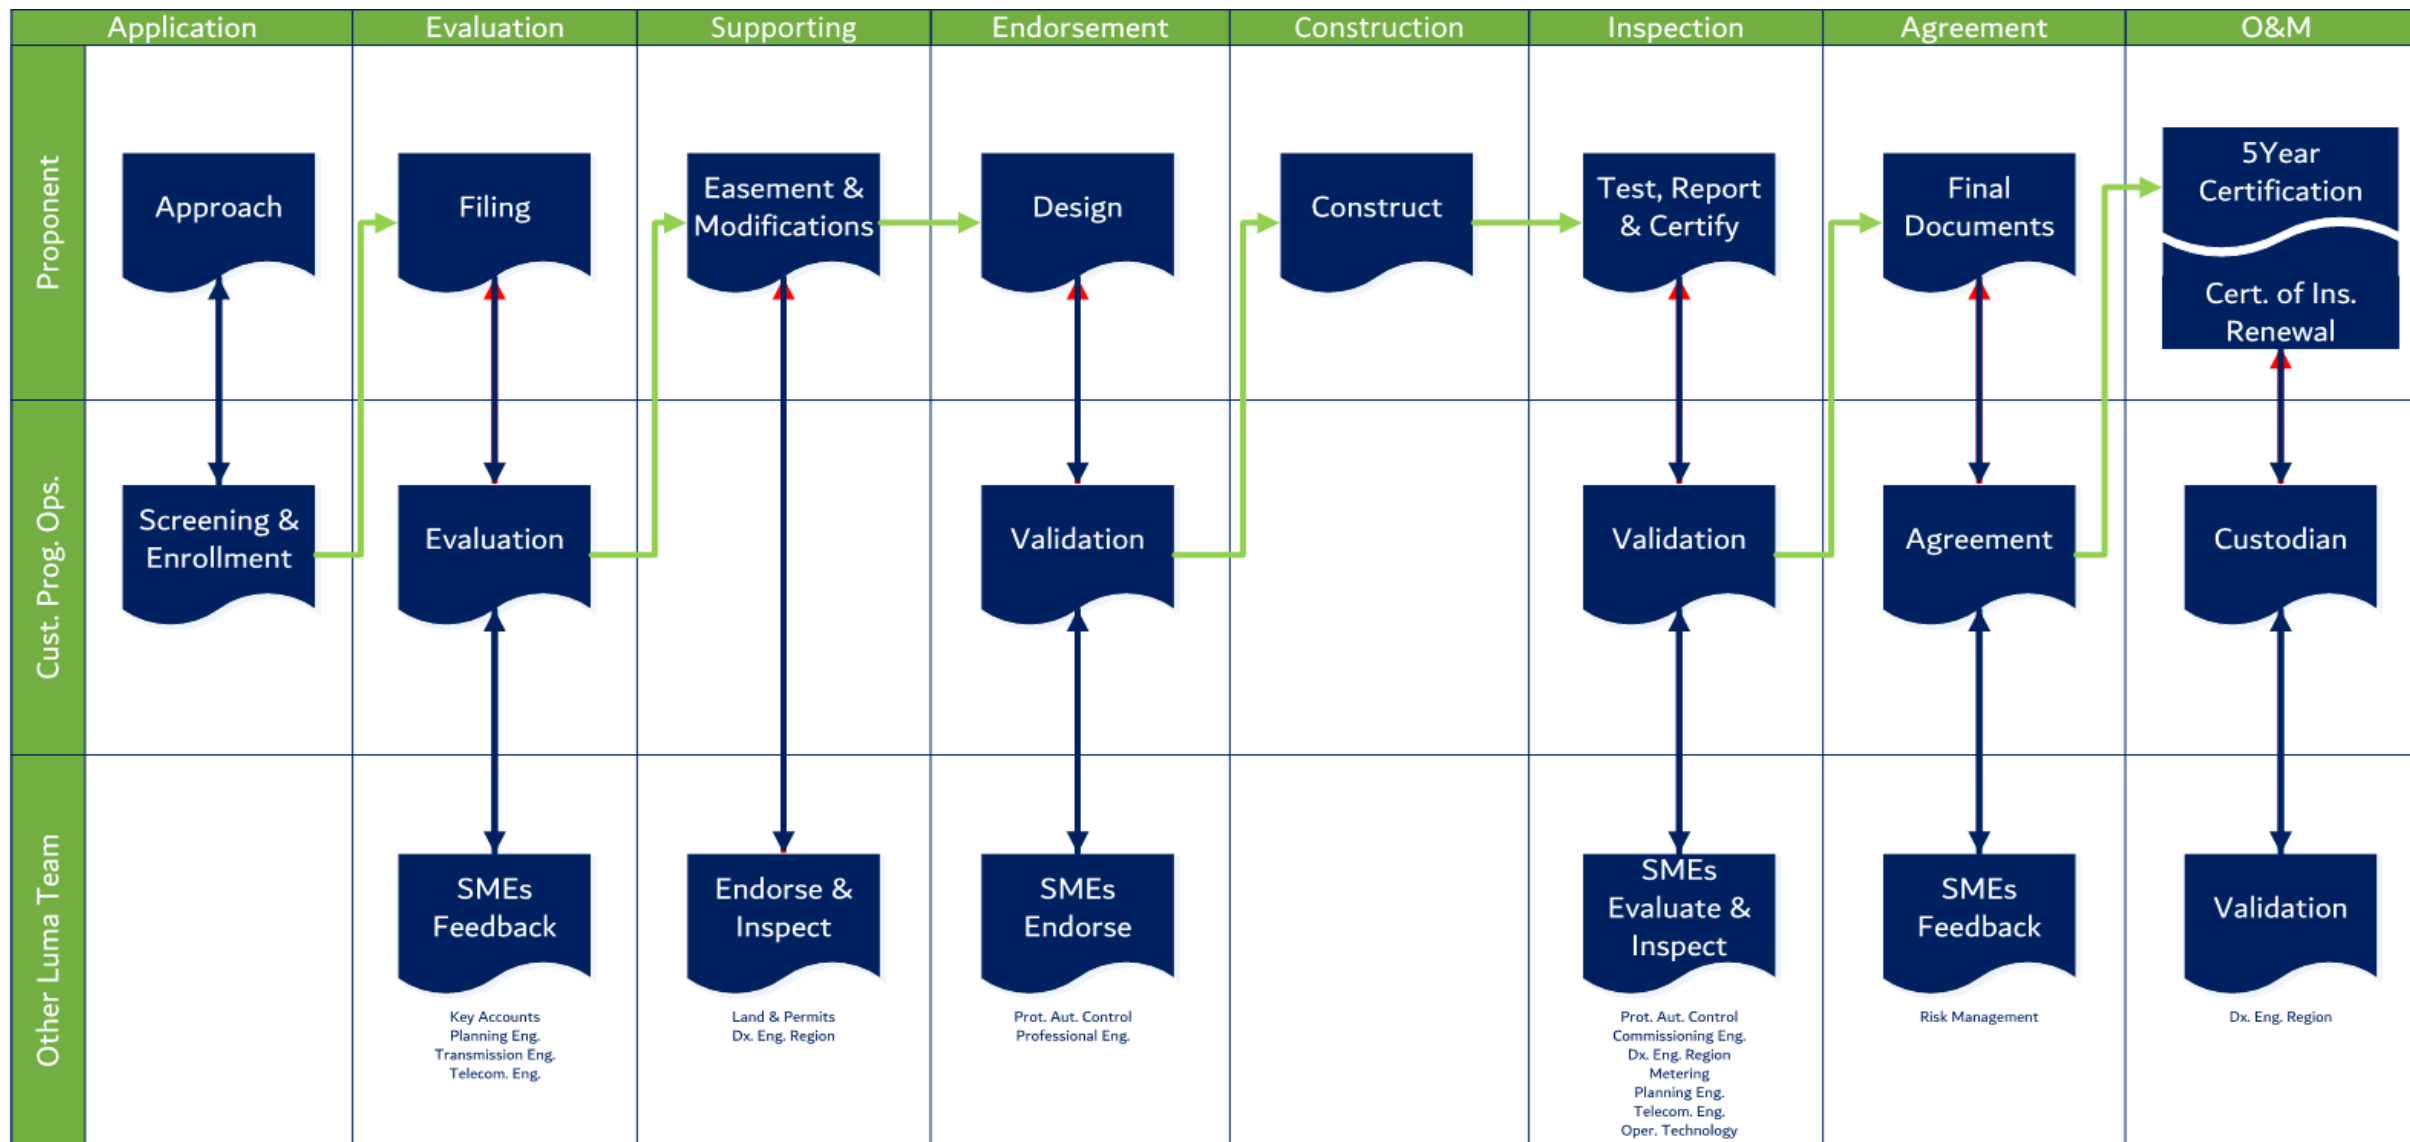 Application
Evaluation
Supporting
Endorsement
Construction
Inspection
Agreement
O&M
Proponent
Approach
Filing
Easement &
Modifications
Design
Construct
Test, Report
& Certify
Final
Documents
5Year
Certification
Cert. of Ins.
Renewal
Cust. Prog. Ops.
Screening &
Enrollment
Evaluation
Validation
Validation
Agreement
Custodian
Other Luma Team
SMEs
Feedback
Key Accounts
Planning Eng.
Transmission Eng.
Telecom. Eng.
Endorse &
Inspect
Land & Permits
Dx. Eng. Region
SMEs
Endorse
Prot. Aut. Control
Professional Eng.
SMEs
Evaluate &
Inspect
Prot. Aut. Control
Commissioning Eng.
Dx. Eng. Region
Metering
Planning Eng.
Telecom. Eng.
Oper. Technology
SMEs
Feedback
Risk Management
Validation
Dx. Eng. Region